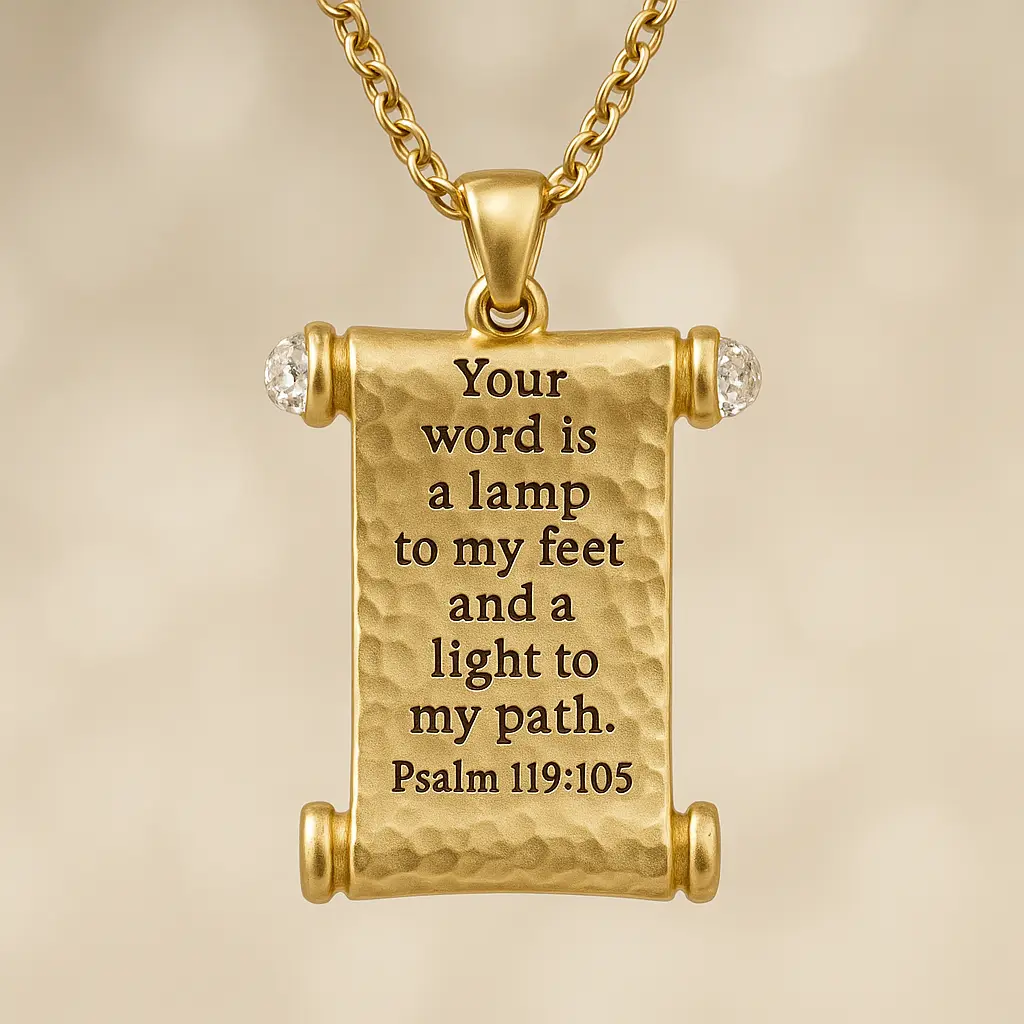 Your
word is
a lamp
to my feet
and a
light to
my path.
Psalm 119:105